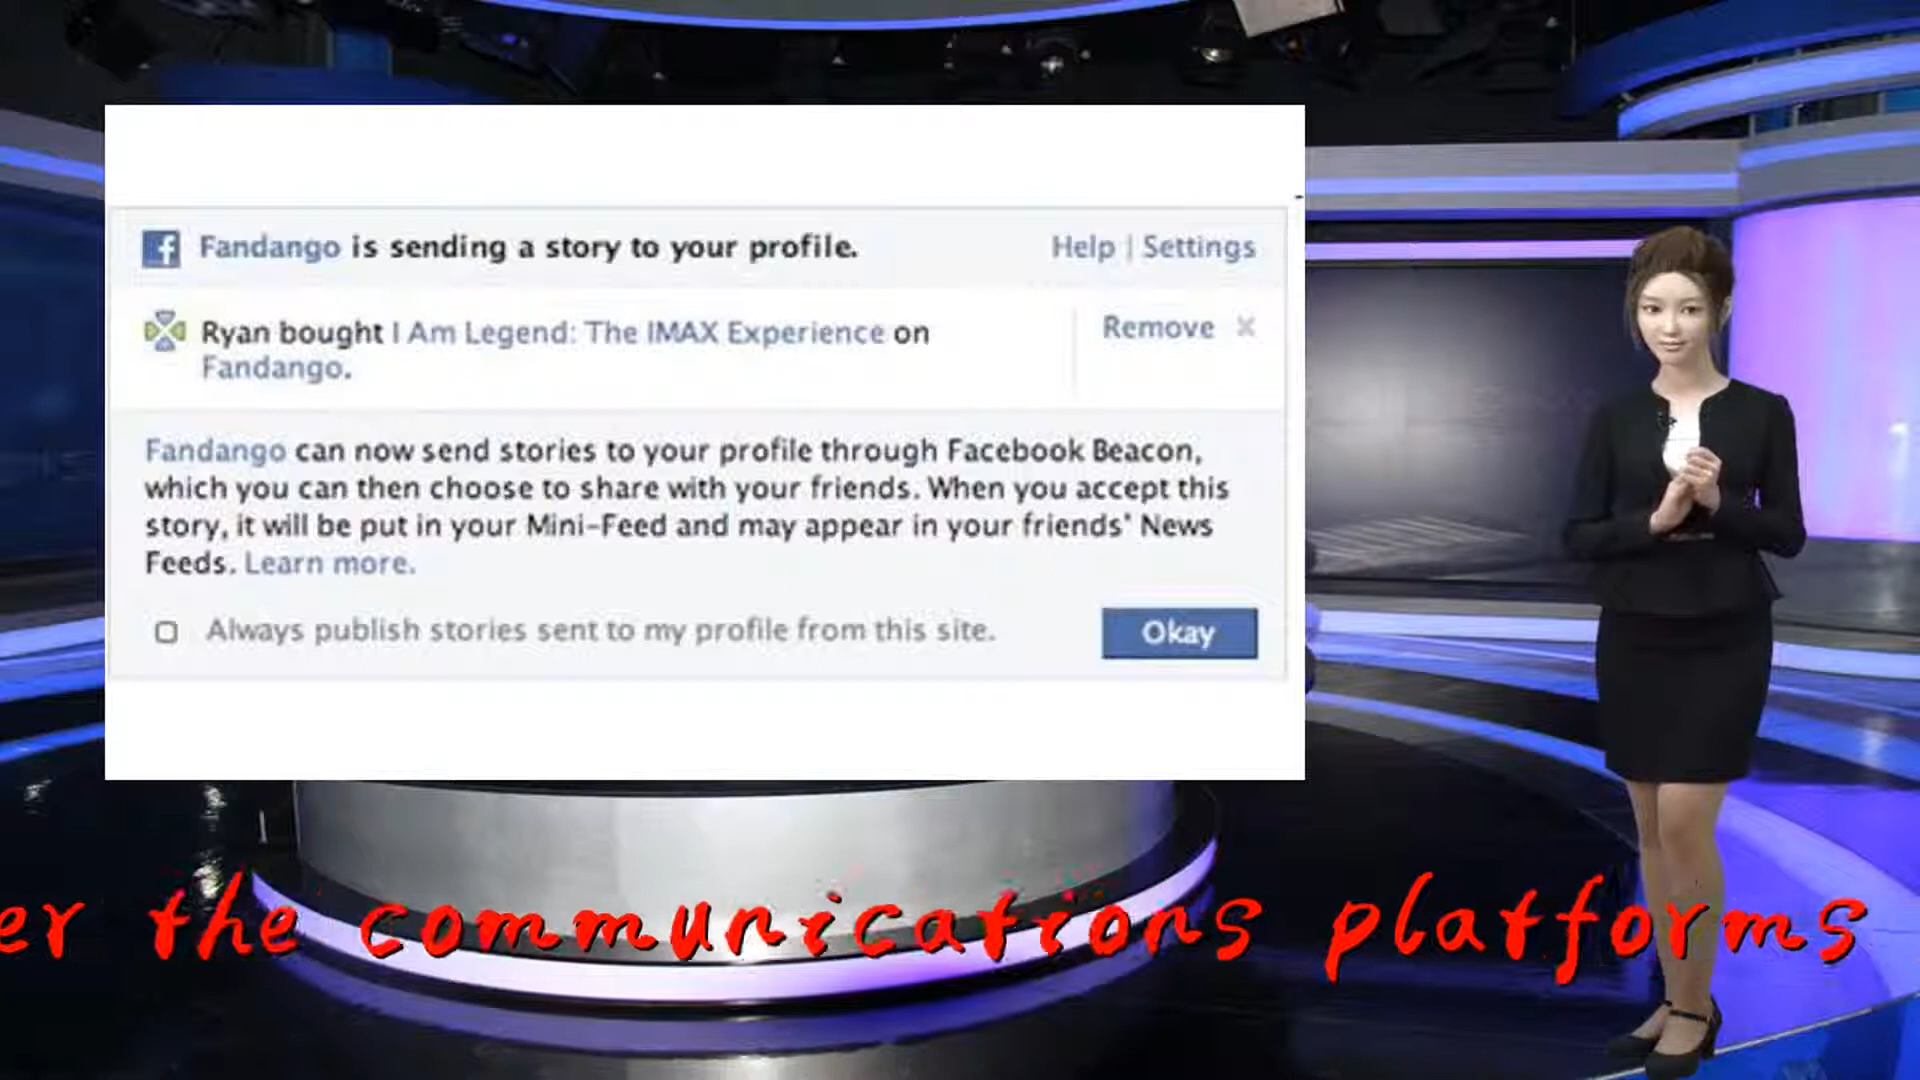 Fandango is sending a story to your profile.
Help | Settings
Ryan bought I Am Legend: The IMAX Experience on
Fandango.
Remove
Fandango can now send stories to your profile through Facebook Beacon,
which you can then choose to share with your friends. When you accept this
story, it will be put in your Mini-Feed and may appear in your friends' News
Feeds. Learn more.
Always publish stories sent to my profile from this site.
Okay
the communications platforms